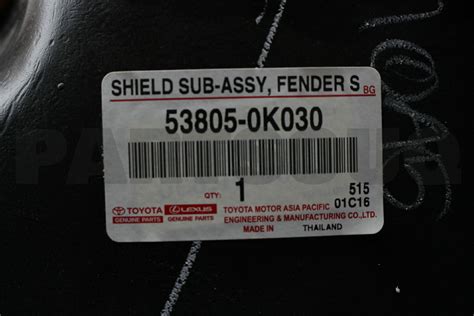 SHIELD SUB-ASSY, FENDER S
BG
53805-0K030
QTY:
1
515
01C16
TOYOTA
GENUINE PARTS
LEXUS
GENUINE PARTS
TOYOTA MOTOR ASIA PACIFIC
ENGINEERING & MANUFACTURING CO.,LTD.
MADE IN THAILAND